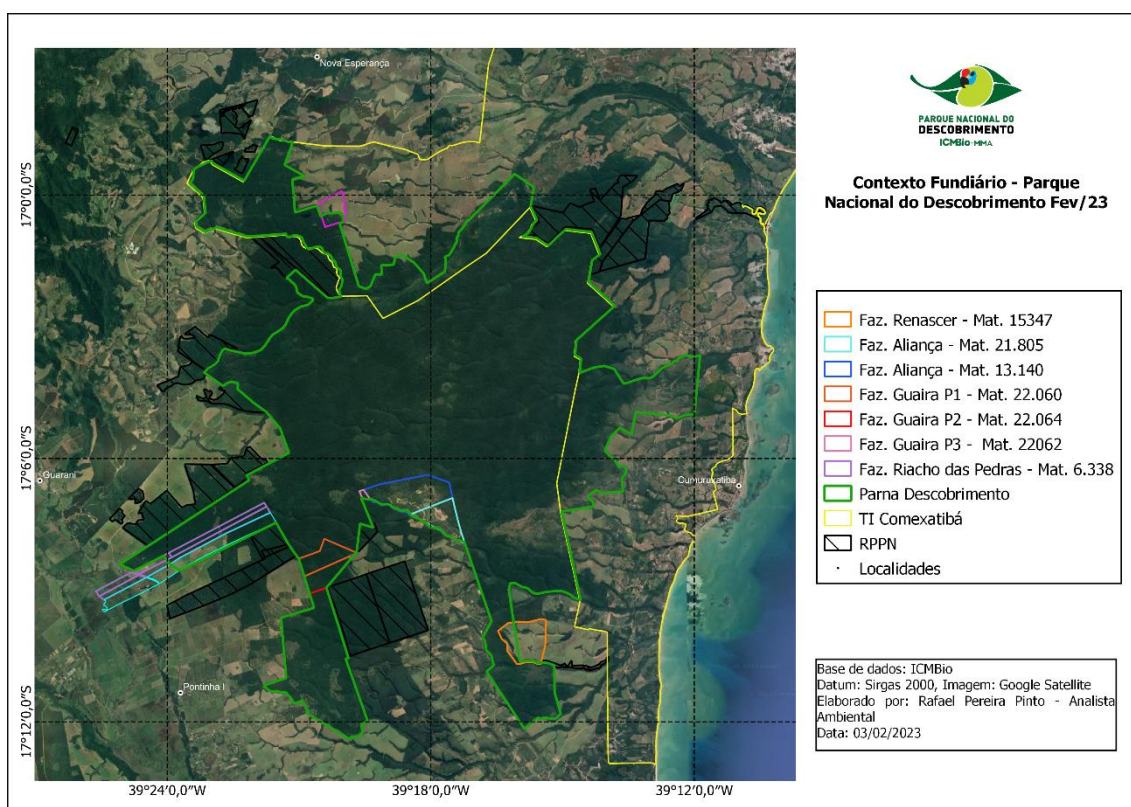 Nova Esperança
Guarani
Cumuruxatiba
Pontinha I
17°0'0,0"S
17°6'0,0"S
17°12'0,0"S
39°24'0,0"W
39°18'0,0"W
39°12'0,0"W
PARQUE NACIONAL DO
DESCOBRIMENTO
ICMBio-MMA
Contexto Fundiário - Parque
Nacional do Descobrimento Fev/23
Faz. Renascer - Mat. 15347
Faz. Aliança - Mat. 21.805
Faz. Aliança - Mat. 13.140
Faz. Guaira P1 - Mat. 22.060
Faz. Guaira P2 - Mat. 22.064
Faz. Guaira P3 - Mat. 22062
Faz. Riacho das Pedras - Mat. 6.338
Parna Descobrimento
TI Comexatibá
RPPN
Localidades
Base de dados: ICMBio
Datum: Sirgas 2000, Imagem: Google Satellite
Elaborado por: Rafael Pereira Pinto - Analista
Ambiental
Data: 03/02/2023